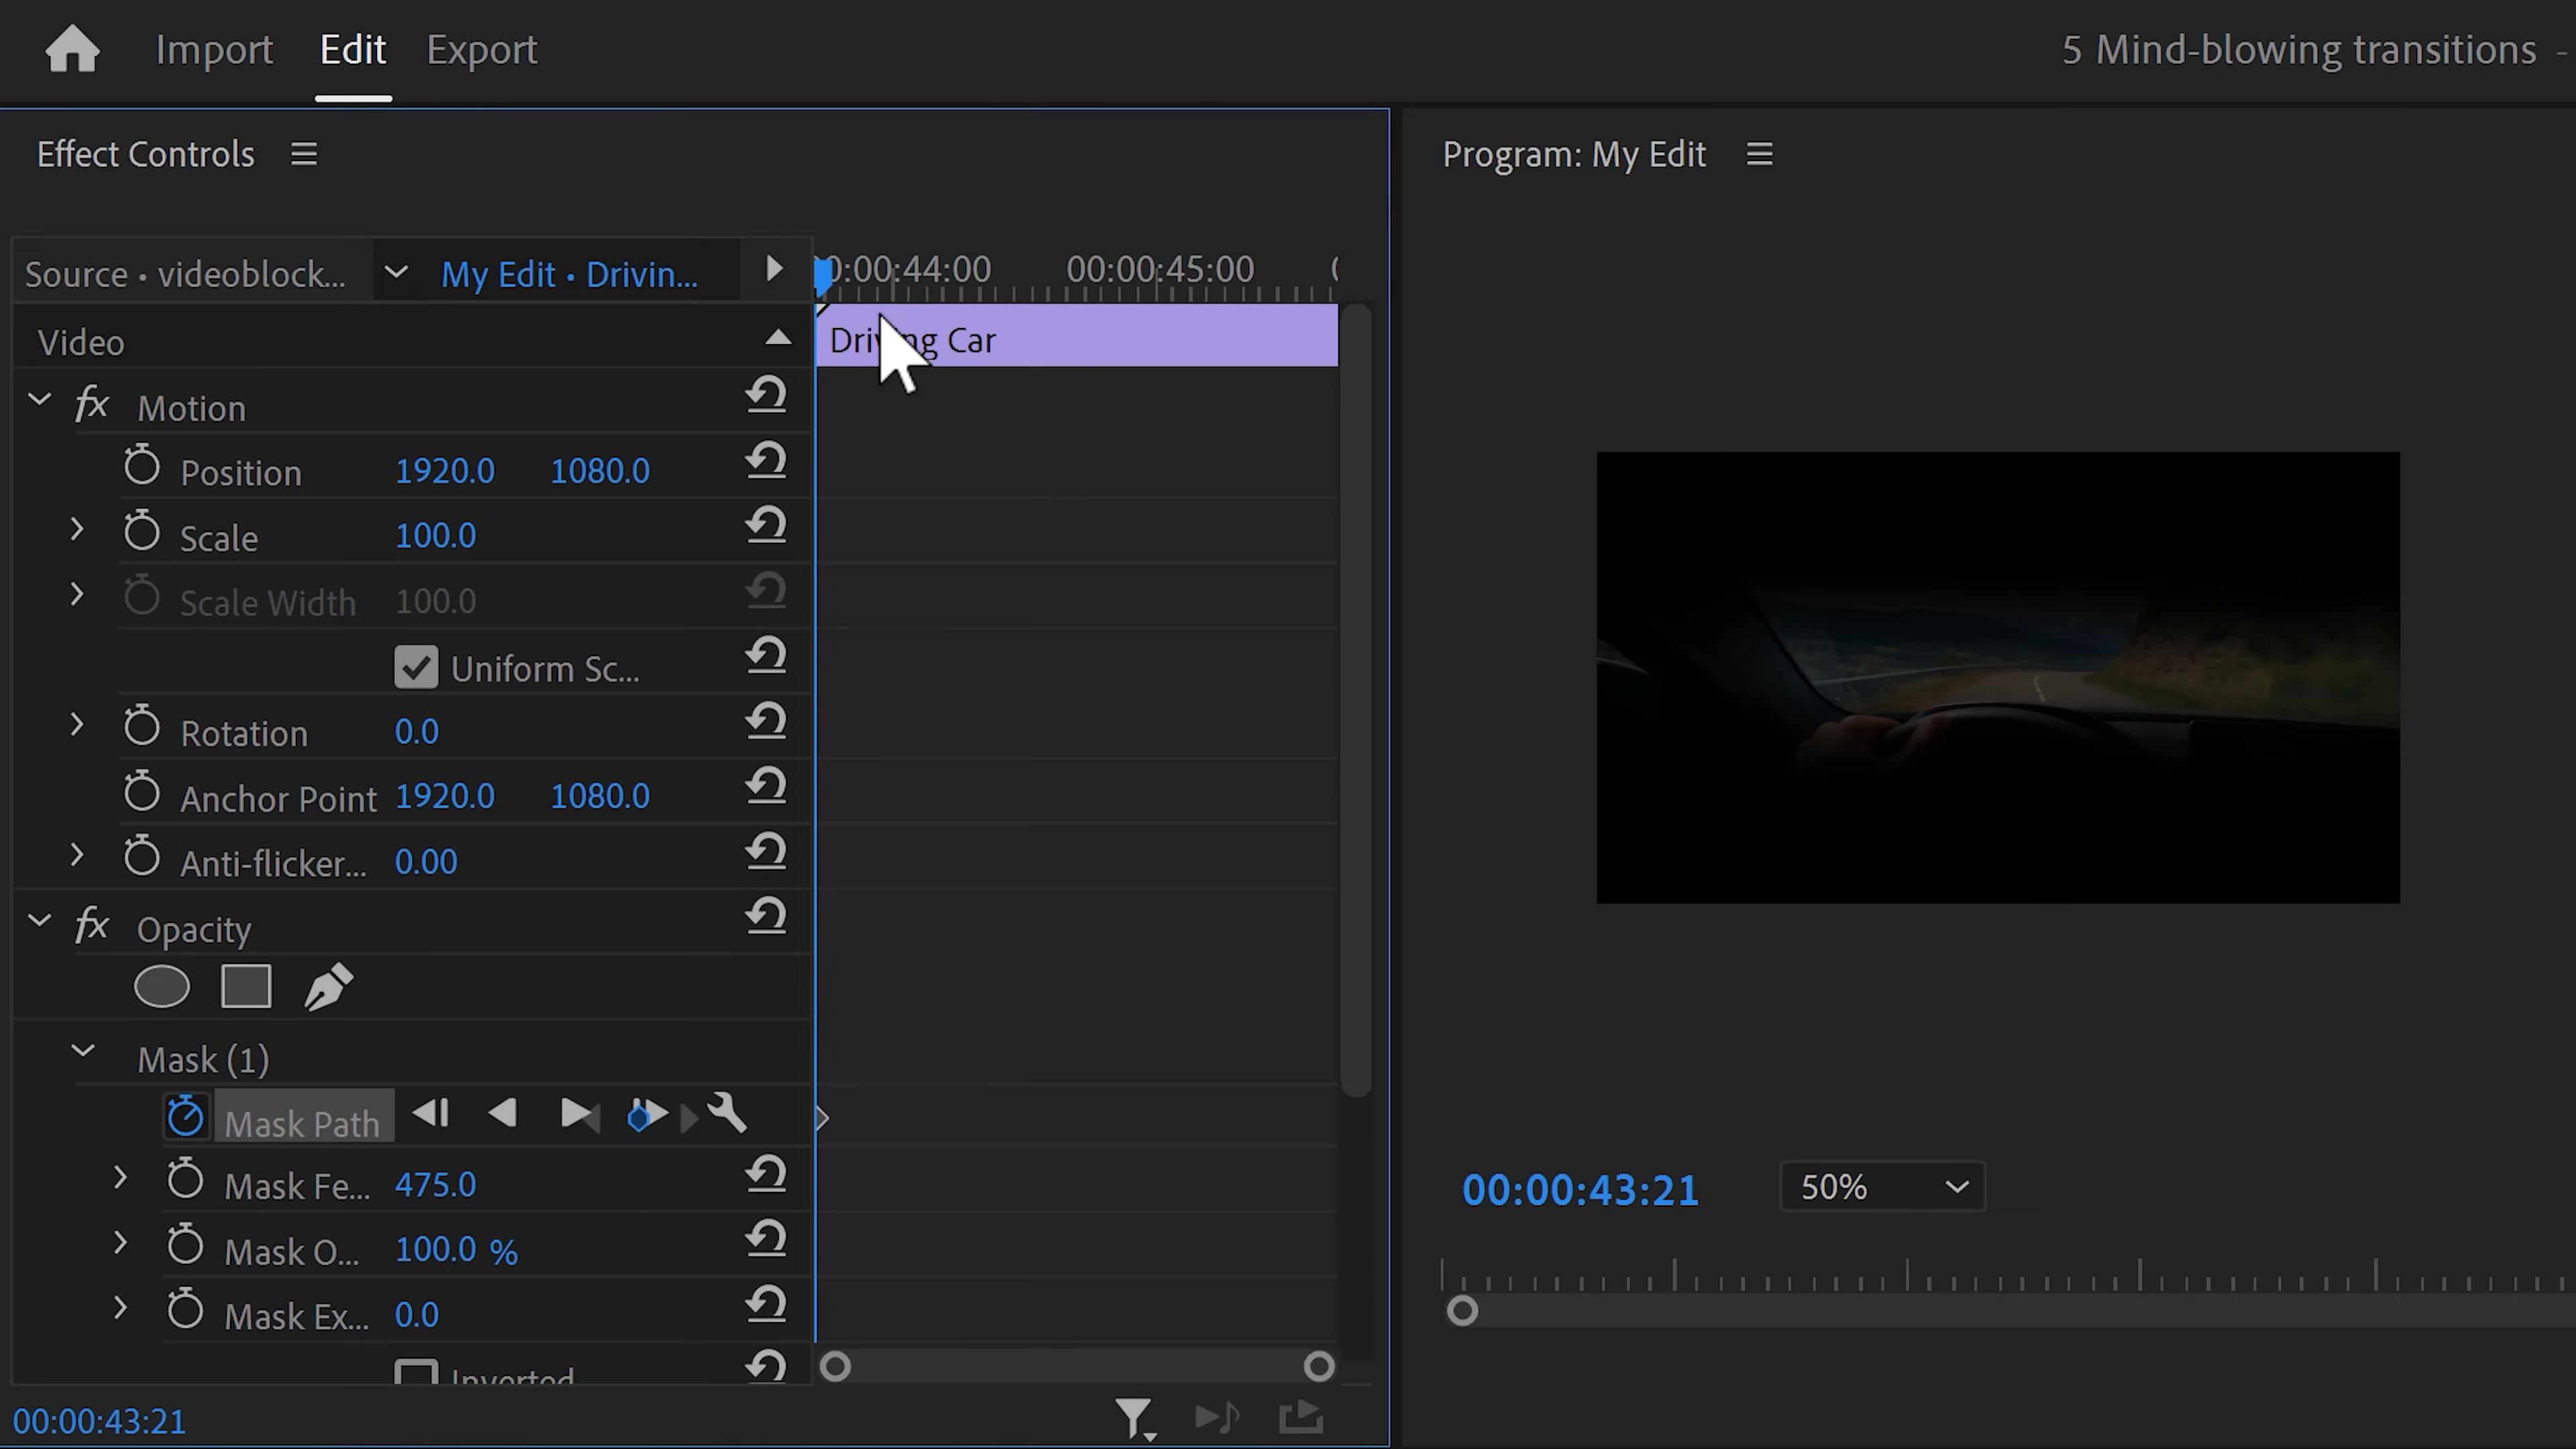 Import Edit Export 5 Mind-blowing transitions -
Effect Controls
Program: My Edit
Source • videoblock... My Edit • Drivin...
0:00:44:00 00:00:45:00
Video
Driving Car
fx Motion
Position 1920.0 1080.0
Scale 100.0
Scale Width 100.0
Uniform Sc...
Rotation 0.0
Anchor Point 1920.0 1080.0
Anti-flicker... 0.00
fx Opacity
Mask (1)
Mask Path
Mask Fe... 475.0
Mask O... 100.0 %
Mask Ex... 0.0
Inverted
00:00:43:21
00:00:43:21 50%